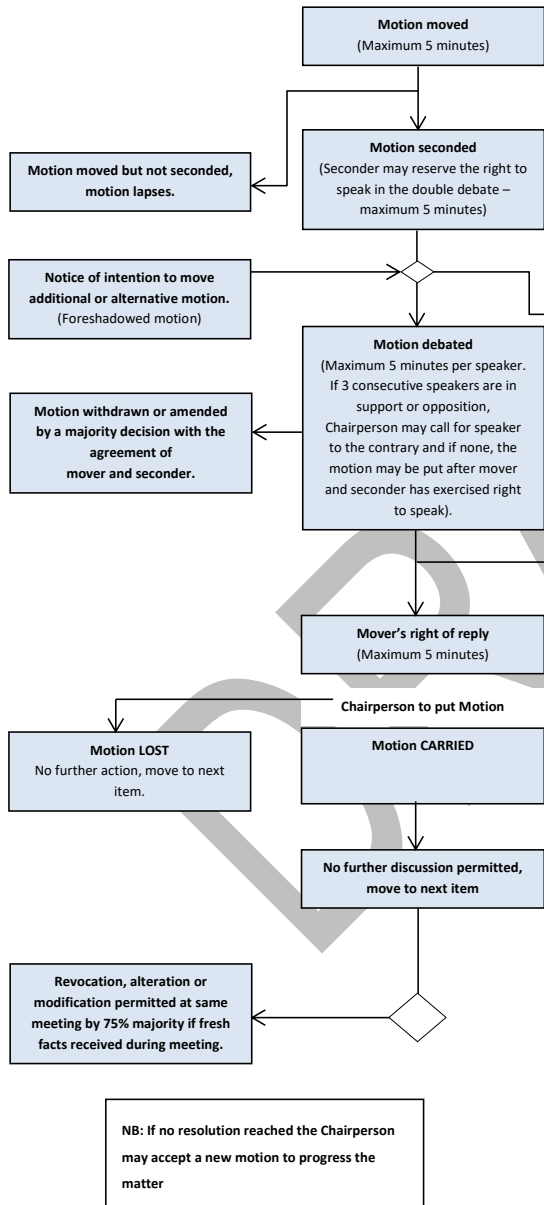 Motion moved
(Maximum 5 minutes)
Motion seconded
(Seconder may reserve the right to
speak in the double debate –
maximum 5 minutes)
Motion moved but not seconded,
motion lapses.
Notice of intention to move
additional or alternative motion.
(Foreshadowed motion)
Motion debated
(Maximum 5 minutes per speaker.
If 3 consecutive speakers are in
support or opposition,
Chairperson may call for speaker
to the contrary and if none, the
motion may be put after mover
and seconder has exercised right
to speak).
Motion withdrawn or amended
by a majority decision with the
agreement of
mover and seconder.
Mover's right of reply
(Maximum 5 minutes)
Chairperson to put Motion
Motion LOST
No further action, move to next
item.
Motion CARRIED
No further discussion permitted,
move to next item
Revocation, alteration or
modification permitted at same
meeting by 75% majority if fresh
facts received during meeting.
NB: If no resolution reached the Chairperson
may accept a new motion to progress the
matter